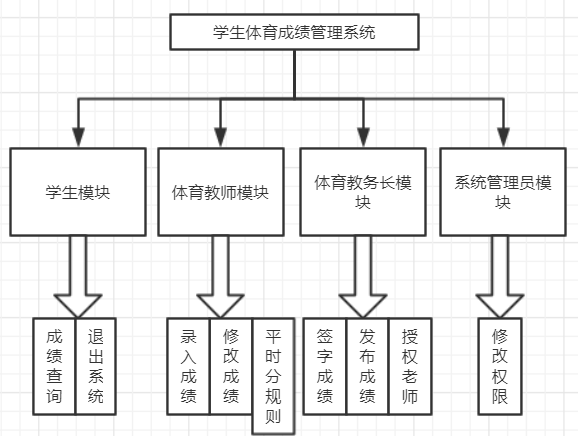 学生体育成绩管理系统
学生模块
体育教师模块
体育教务长模
块
系统管理员模
块
成绩查询
退出系统
录入成绩
修改成绩
平时分规则
签字成绩
发布成绩
授权老师
修改权限